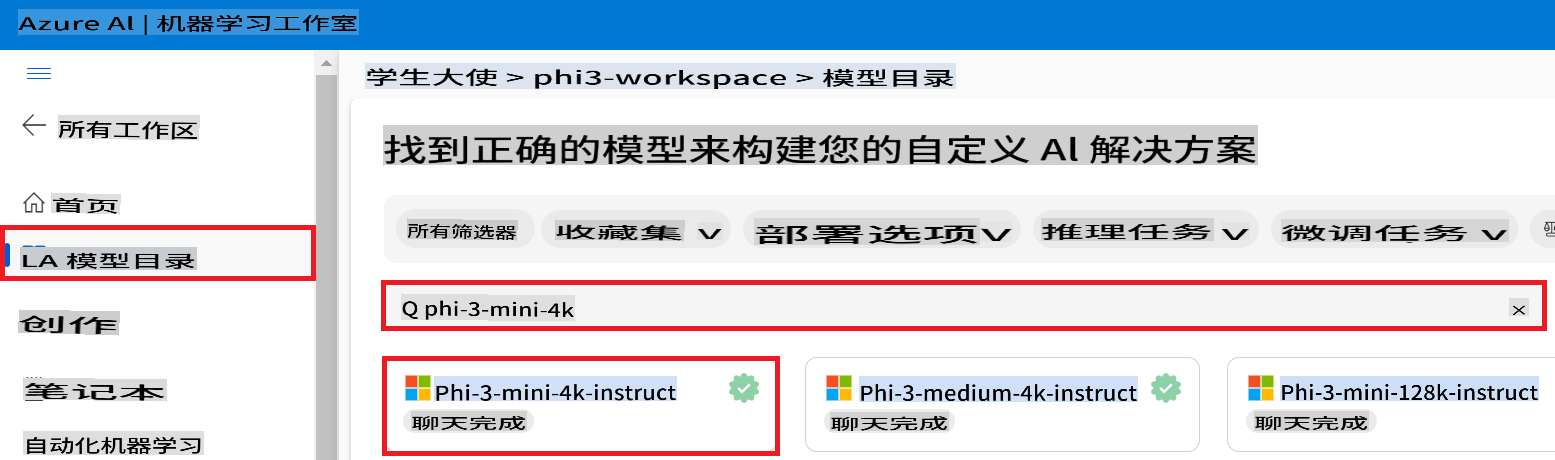 Azure Al | 机器学习工作室
学生大使 > phi3-workspace > 模型目录
所有工作区
首页
LA 模型目录
创作
笔记本
自动化机器学习
找到正确的模型来构建您的自定义 Al 解决方案
所有筛选器 收藏集 部署选项 推理任务 微调任务
Q phi-3-mini-4k ×
Phi-3-mini-4k-instruct
聊天完成
Phi-3-medium-4k-instruct
聊天完成
Phi-3-mini-128k-instruct
聊天完成